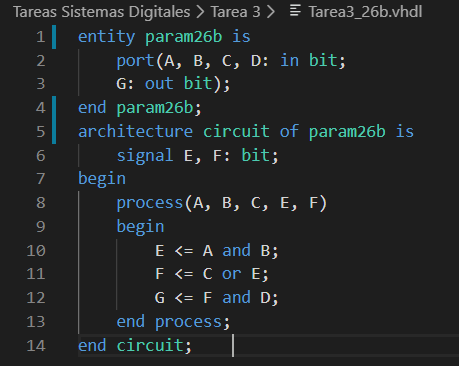 Tareas Sistemas Digitales > Tarea 3 > Tarea3_26b.vhdl
1 entity param26b is
2 port(A, B, C, D: in bit;
3 G: out bit);
4 end param26b;
5 architecture circuit of param26b is
6 signal E, F: bit;
7 begin
8 process(A, B, C, E, F)
9 begin
10 E <= A and B;
11 F <= C or E;
12 G <= F and D;
13 end process;
14 end circuit;